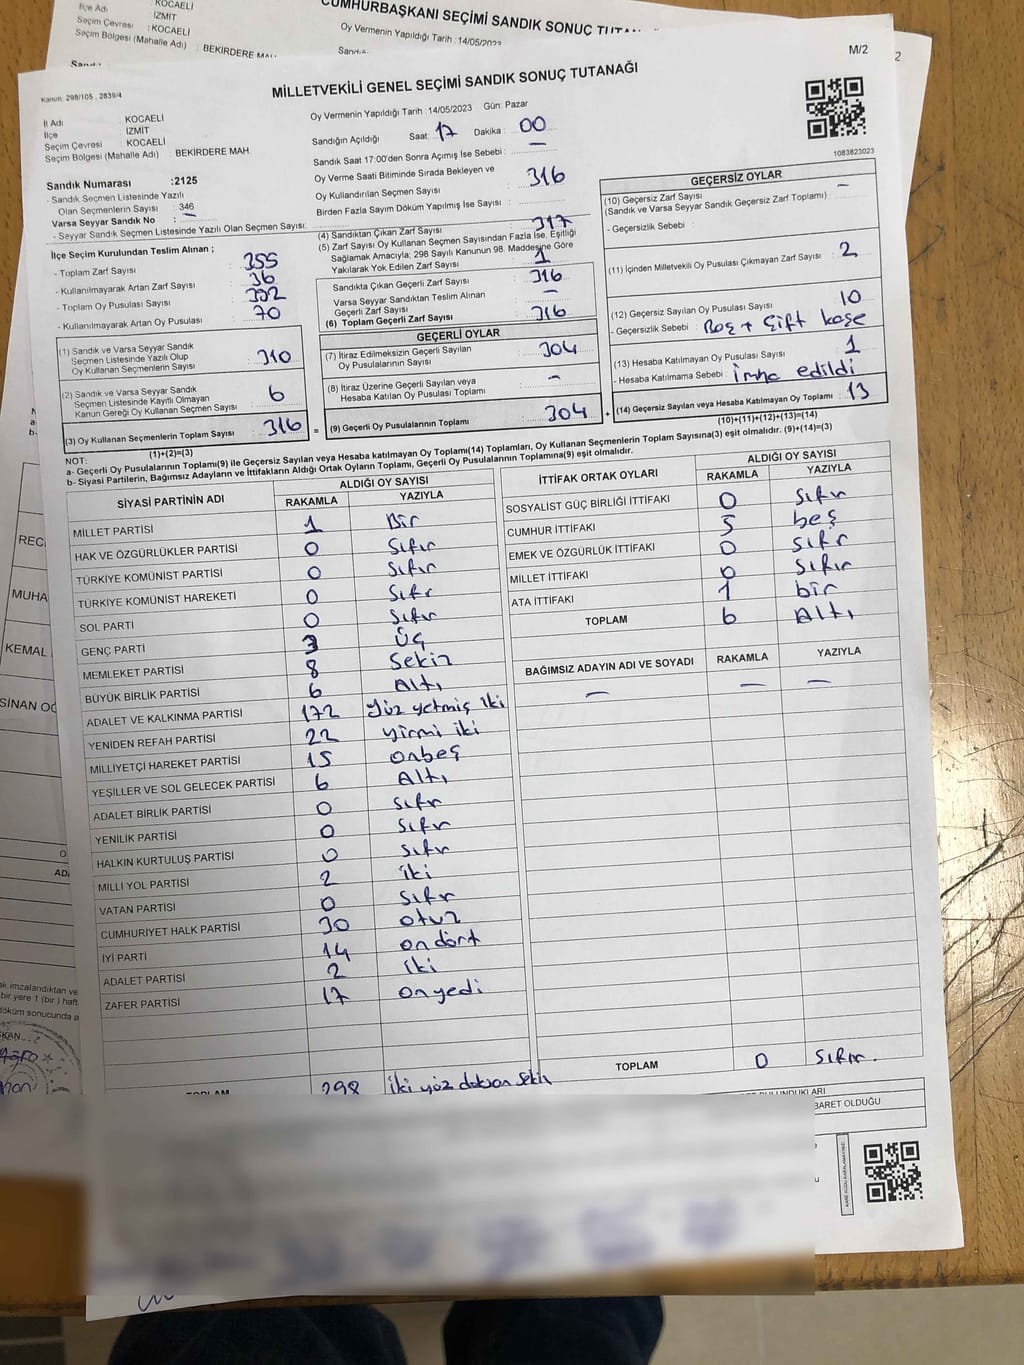 CUMHURBAŞKANI SEÇİMİ SANDIK SONUÇ
İlçe Adı
KOCAELİ
İZMİT
Seçim Çevresi : KOCAELİ
Seçim Bölgesi (Mahalle Adı) : BEKİRDERE
Oy Vermenin Yapıldığı Tarih : 14/05/2023
M/2
MİLLETVEKİLİ GENEL SEÇİMİ SANDIK SONUÇ TUTANAĞI
Kanun: 298/105 , 2839/4
İl Adı : KOCAELİ
İlçe : İZMİT
Seçim Çevresi : KOCAELİ
Seçim Bölgesi (Mahalle Adı) : BEKİRDERE MAH.
Oy Vermenin Yapıldığı Tarih : 14/05/2023 Gün: Pazar
Sandığın Açıldığı Saat: 17 Dakika : 00
Sandık Saat 17:00'den Sonra Açımış İse Sebebi : —
Oy Verme Saati Bitiminde Sırada Bekleyen ve
Oy Kullandırılan Seçmen Sayısı : 316
Birden Fazla Sayım Döküm Yapılmış İse Sayısı :
1083823023
Sandık Numarası :2125
- Sandık Seçmen Listesinde Yazılı
Olan Seçmenlerin Sayısı : 346
Varsa Seyyar Sandık No : —
- Seyyar Sandık Seçmen Listesinde Yazılı Olan Seçmen Sayısı:
İlçe Seçim Kurulundan Teslim Alınan ;
- Toplam Zarf Sayısı : 355
- Kullanılmayarak Artan Zarf Sayısı : 36
- Toplam Oy Pusulası Sayısı : 392
- Kullanılmayarak Artan Oy Pusulası : 70
(1) Sandık ve Varsa Seyyar Sandık
Seçmen Listesinde Yazılı Olup
Oy Kullanan Seçmenlerin Sayısı : 310
(2) Sandık ve Varsa Seyyar Sandık
Seçmen Listesinde Kayıtlı Olmayan
Kanun Gereği Oy Kullanan Seçmen Sayısı : 6
(3) Oy Kullanan Seçmenlerin Toplam Sayısı : 316
(1)+(2)=(3)
(4) Sandıktan Çıkan Zarf Sayısı : 317
(5) Zarf Sayısı Oy Kullanan Seçmen Sayısından Fazla İse, Eşitliği
Sağlamak Amacıyla, 298 Sayılı Kanunun 98. Maddesine Göre
Yakılarak Yok Edilen Zarf Sayısı : 1
Sandıkta Çıkan Geçerli Zarf Sayısı : 316
Varsa Seyyar Sandıktan Teslim Alınan
Geçerli Zarf Sayısı : —
(6) Toplam Geçerli Zarf Sayısı : 316
GEÇERLİ OYLAR
(7) İtiraz Edilmeksizin Geçerli Sayılan
Oy Pusulalarının Sayısı : 304
(8) İtiraz Üzerine Geçerli Sayılan veya
Hesaba Katılan Oy Pusulası Toplamı : —
= (9) Geçerli Oy Pusulalarının Toplamı : 304
GEÇERSİZ OYLAR
(10) Geçersiz Zarf Sayısı : —
(Sandık ve Varsa Sandık Geçersiz Zarf Toplamı)
- Geçersizlik Sebebi :
(11) İçinden Milletvekili Oy Pusulası Çıkmayan Zarf Sayısı : 2
(12) Geçersiz Sayılan Oy Pusulası Sayısı : 10
- Geçersizlik Sebebi : Boş + Çift kaşe
(13) Hesaba Katılmayan Oy Pusulası Sayısı : 1
- Hesaba Katılmama Sebebi : imha edildi
+ (14) Geçersiz Sayılan veya Hesaba Katılmayan Oy Toplamı : 13
(10)+(11)+(12)+(13)=(14)
NOT:
a- Geçerli Oy Pusulalarının Toplamı(9) ile Geçersiz Sayılan veya Hesaba katılmayan Oy Toplam(14) Toplamları, Oy Kullanan Seçmenlerin Toplam Sayısına(3) eşit olmalıdır. (9)+(14)=(3)
b- Siyasi Partilerin, Bağımsız Adayların ve İttifakların Aldığı Ortak Oyların Toplamı, Geçerli Oy Pusulalarının Toplamına(9) eşit olmalıdır.
SİYASİ PARTİNİN ADI ALDIĞI OY SAYISI
RAKAMLA YAZIYLA
MİLLET PARTİSİ 1 Bir
HAK VE ÖZGÜRLÜKLER PARTİSİ 0 Sıfır
TÜRKİYE KOMÜNİST PARTİSİ 0 Sıfır
TÜRKİYE KOMÜNİST HAREKETİ 0 Sıfır
SOL PARTİ 0 Sıfır
GENÇ PARTİ 3 Üç
MEMLEKET PARTİSİ 8 Sekiz
BÜYÜK BİRLİK PARTİSİ 6 Altı
ADALET VE KALKINMA PARTİSİ 172 Yüz yetmiş iki
YENİDEN REFAH PARTİSİ 22 yirmi iki
MİLLİYETÇİ HAREKET PARTİSİ 15 onbeş
YEŞİLLER VE SOL GELECEK PARTİSİ 6 Altı
ADALET BİRLİK PARTİSİ 0 Sıfır
YENİLİK PARTİSİ 0 Sıfır
HALKIN KURTULUŞ PARTİSİ 0 Sıfır
MİLLİ YOL PARTİSİ 2 iki
VATAN PARTİSİ 0 Sıfır
CUMHURİYET HALK PARTİSİ 30 otuz
İYİ PARTİ 14 on dört
ADALET PARTİSİ 2 iki
ZAFER PARTİSİ 17 onyedi
TOPLAM 298 iki yüz doksan sekiz
İTTİFAK ORTAK OYLARI ALDIĞI OY SAYISI
RAKAMLA YAZIYLA
SOSYALİST GÜÇ BİRLİĞİ İTTİFAKI 0 Sıfır
CUMHUR İTTİFAKI 5 beş
EMEK VE ÖZGÜRLÜK İTTİFAKI 0 Sıfır
MİLLET İTTİFAKI 0 Sıfır
ATA İTTİFAKI 1 bir
TOPLAM 6 Altı
BAĞIMSIZ ADAYIN ADI VE SOYADI RAKAMLA YAZIYLA
— — —
TOPLAM 0 Sıfır.
BARET OLDUĞU
REC
MUHA
KEMAL
SİNAN
ak imzalandıktan ve
bir yere 1 (bir) haft
döküm sonucunda a